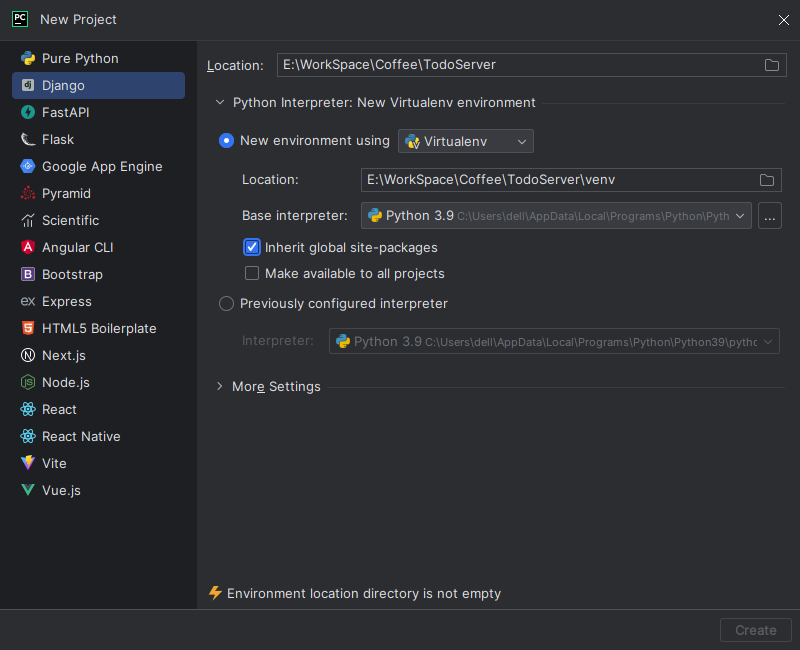 PC New Project
Pure Python
Django
FastAPI
Flask
Google App Engine
Pyramid
Scientific
Angular CLI
Bootstrap
Express
HTML5 Boilerplate
Next.js
Node.js
React
React Native
Vite
Vue.js
Location: E:\WorkSpace\Coffee\TodoServer
Python Interpreter: New Virtualenv environment
New environment using Virtualenv
Location: E:\WorkSpace\Coffee\TodoServer\venv
Base interpreter: Python 3.9 C:\Users\dell\AppData\Local\Programs\Python\Pyth ...
Inherit global site-packages
Make available to all projects
Previously configured interpreter
Interpreter: Python 3.9 C:\Users\dell\AppData\Local\Programs\Python\Python39\pythc
More Settings
Environment location directory is not empty
Create